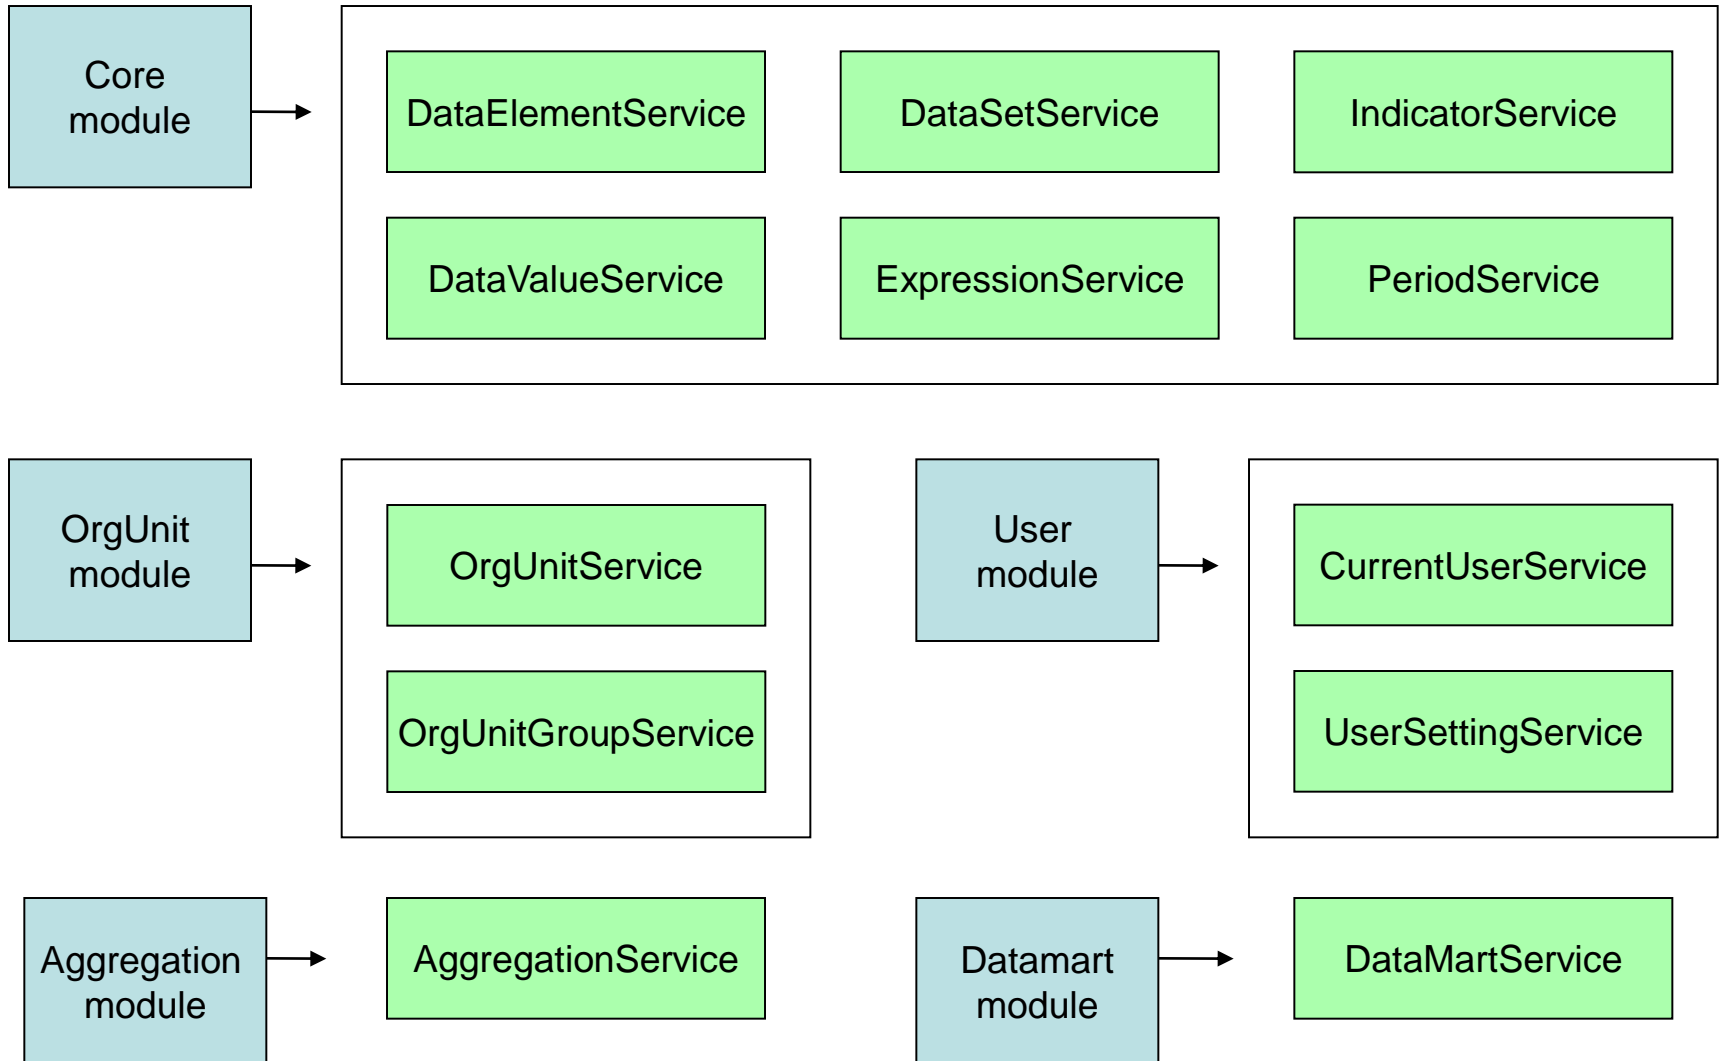 Core
module
DataElementService
DataSetService
IndicatorService
DataValueService
ExpressionService
PeriodService
OrgUnit
module
OrgUnitService
OrgUnitGroupService
User
module
CurrentUserService
UserSettingService
Aggregation
module
AggregationService
Datamart
module
DataMartService